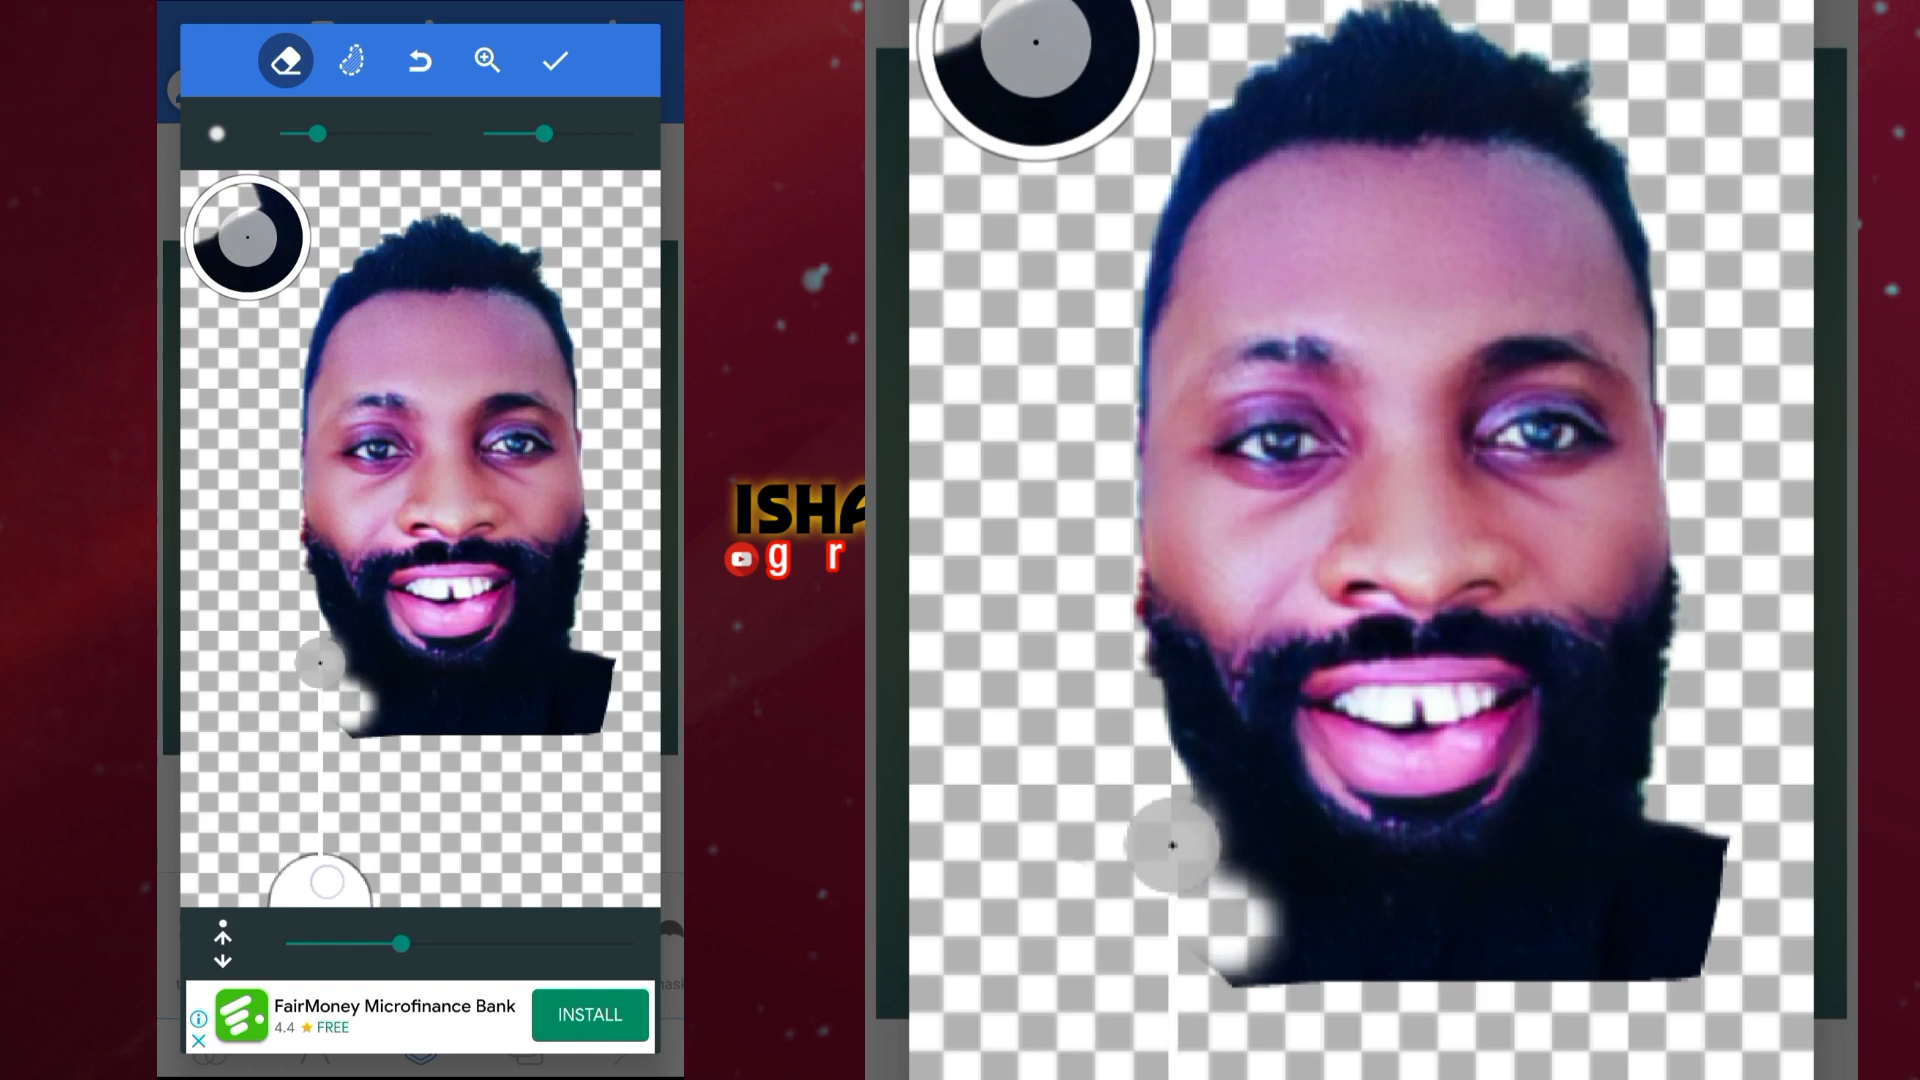 ISHA
g r
FairMoney Microfinance Bank
4.4 ★ FREE
INSTALL